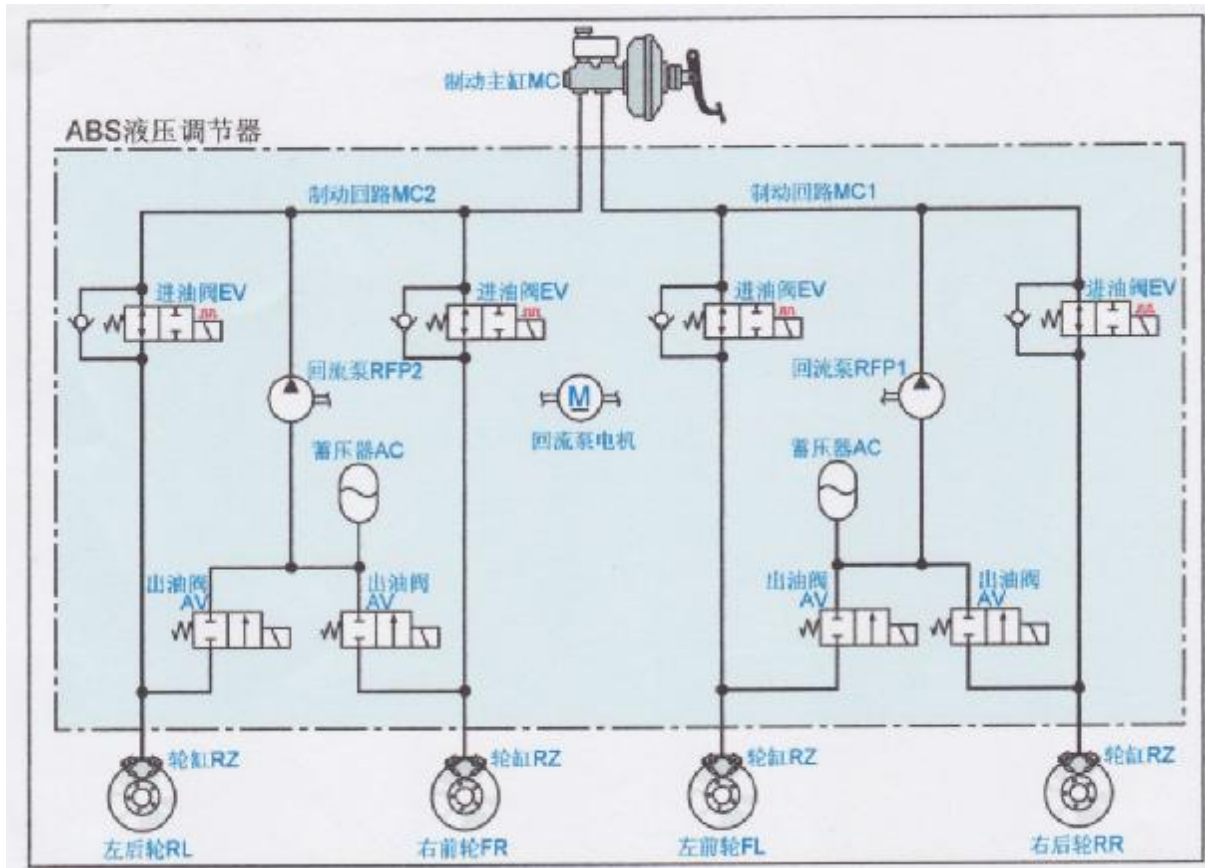 制动主缸MC
ABS液压调节器
制动回路MC2
制动回路MC1
进油阀EV
进油阀EV
进油阀EV
进油阀EV
回流泵RFP2
回流泵RFP1
M
回流泵电机
蓄压器AC
蓄压器AC
出油阀
AV
出油阀
AV
出油阀
AV
出油阀
AV
轮缸RZ
轮缸RZ
轮缸RZ
轮缸RZ
左后轮RL
右前轮FR
左前轮FL
右后轮RR